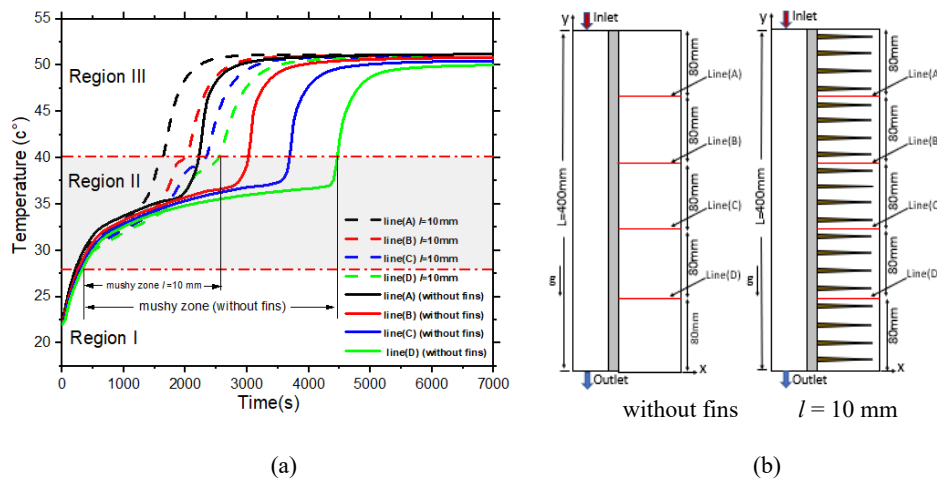 (a)
55
50
45
40
35
30
25
20
Temperature (c°)
0
1000
2000
3000
4000
5000
6000
7000
Time(s)
Region III
Region II
Region I
mushy zone l=10 mm
mushy zone (without fins)
line(A) l=10mm
line(B) l=10mm
line(C) l=10mm
line(D) l=10mm
line(A) (without fins)
line(B) (without fins)
line(C) (without fins)
line(D) (without fins)
(b)
y
Inlet
L=400mm
80mm
Line(A)
80mm
Line(B)
80mm
Line(C)
80mm
Line(D)
80mm
g
x
Outlet
without fins
y
Inlet
L=400mm
80mm
Line(A
80mm
Line(B
80mm
Line(C
80mm
Line(D
80mm
g
x
Outlet
l = 10 mm
(a)
(b)